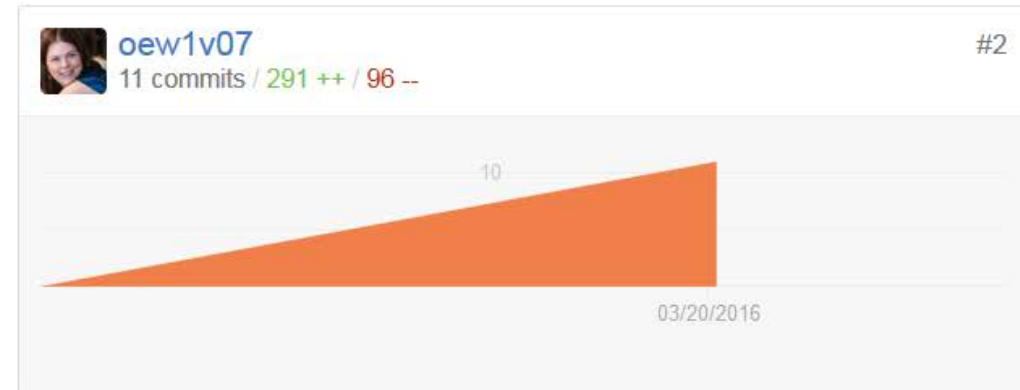 oew1v07 #2
11 commits / 291 ++ / 96 --
10
03/20/2016